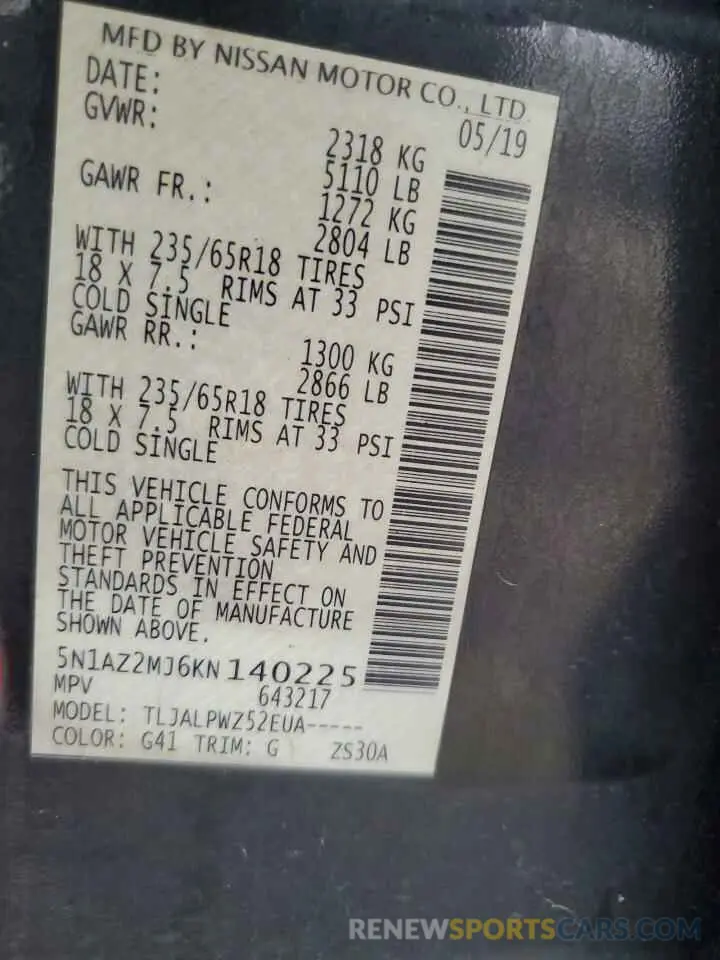 MFD BY NISSAN MOTOR CO., LTD.
DATE: 05/19
GVWR: 2318 KG
5110 LB
GAWR FR.: 1272 KG
2804 LB
WITH 235/65R18 TIRES
18 X 7.5 RIMS AT 33 PSI
COLD SINGLE
GAWR RR.: 1300 KG
2866 LB
WITH 235/65R18 TIRES
18 X 7.5 RIMS AT 33 PSI
COLD SINGLE
THIS VEHICLE CONFORMS TO
ALL APPLICABLE FEDERAL
MOTOR VEHICLE SAFETY AND
THEFT PREVENTION
STANDARDS IN EFFECT ON
THE DATE OF MANUFACTURE
SHOWN ABOVE.
5N1AZ2MJ6KN140225
MPV 643217
MODEL: TLJALPWZ52EUA-----
COLOR: G41 TRIM: G ZS30A
RENEWSPORTSCARS.COM